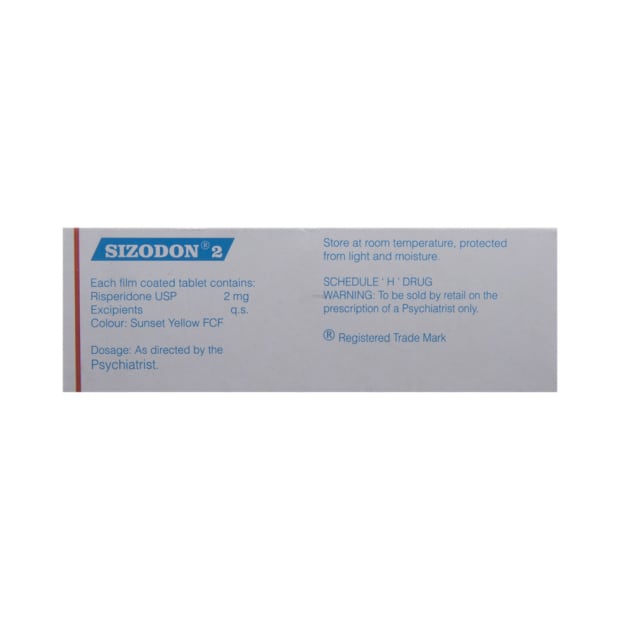 SIZODON® 2
Each film coated tablet contains:
Risperidone USP 2 mg
Excipients q.s.
Colour: Sunset Yellow FCF
Dosage: As directed by the
Psychiatrist.
Store at room temperature, protected
from light and moisture.
SCHEDULE ' H ' DRUG
WARNING: To be sold by retail on the
prescription of a Psychiatrist only.
® Registered Trade Mark